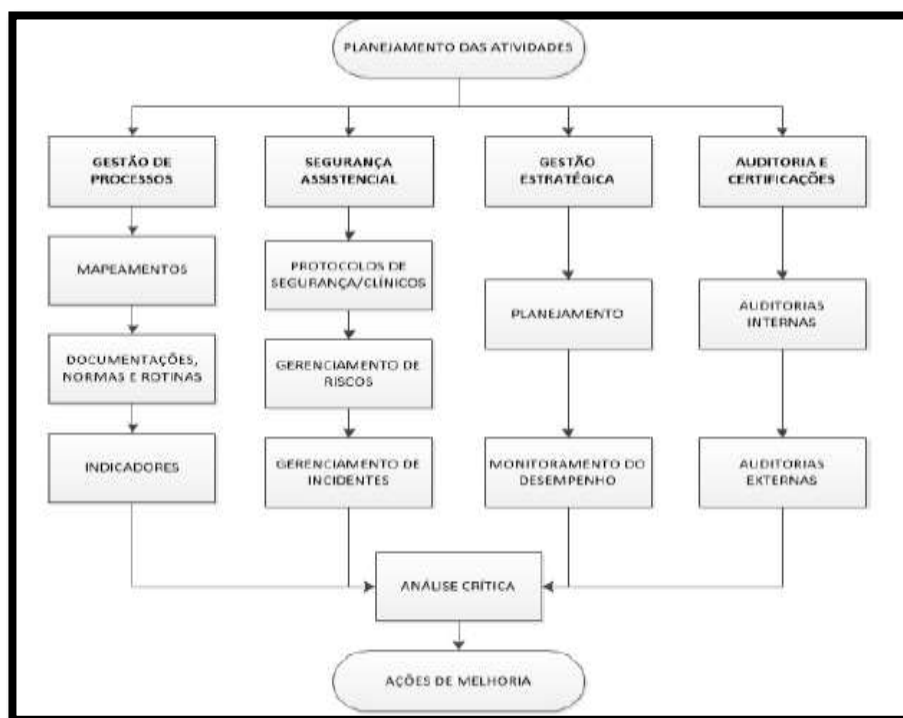 PLANEJAMENTO DAS ATIVIDADES
GESTÃO DE
PROCESSOS
SEGURANÇA
ASSISTENCIAL
GESTÃO
ESTRATÉGICA
AUDITORIA E
CERTIFICAÇÕES
MAPEAMENTOS
PROTOCOLOS DE
SEGURANÇA/CLÍNICOS
PLANEJAMENTO
AUDITORIAS
INTERNAS
DOCUMENTAÇÕES,
NORMAS E ROTINAS
GERENCIAMENTO DE
RISCOS
INDICADORES
GERENCIAMENTO DE
INCIDENTES
MONITORAMENTO DO
DESEMPENHO
AUDITORIAS
EXTERNAS
ANÁLISE CRÍTICA
AÇÕES DE MELHORIA